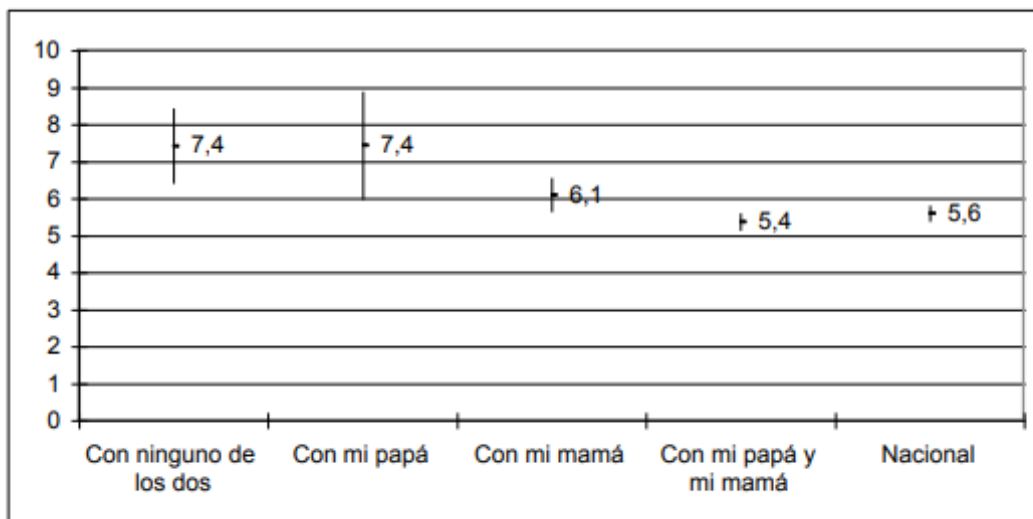 10
9
8
7
6
5
4
3
2
1
0
7,4
7,4
6,1
5,4
5,6
Con ninguno de
los dos
Con mi papá
Con mi mamá
Con mi papá y
mi mamá
Nacional